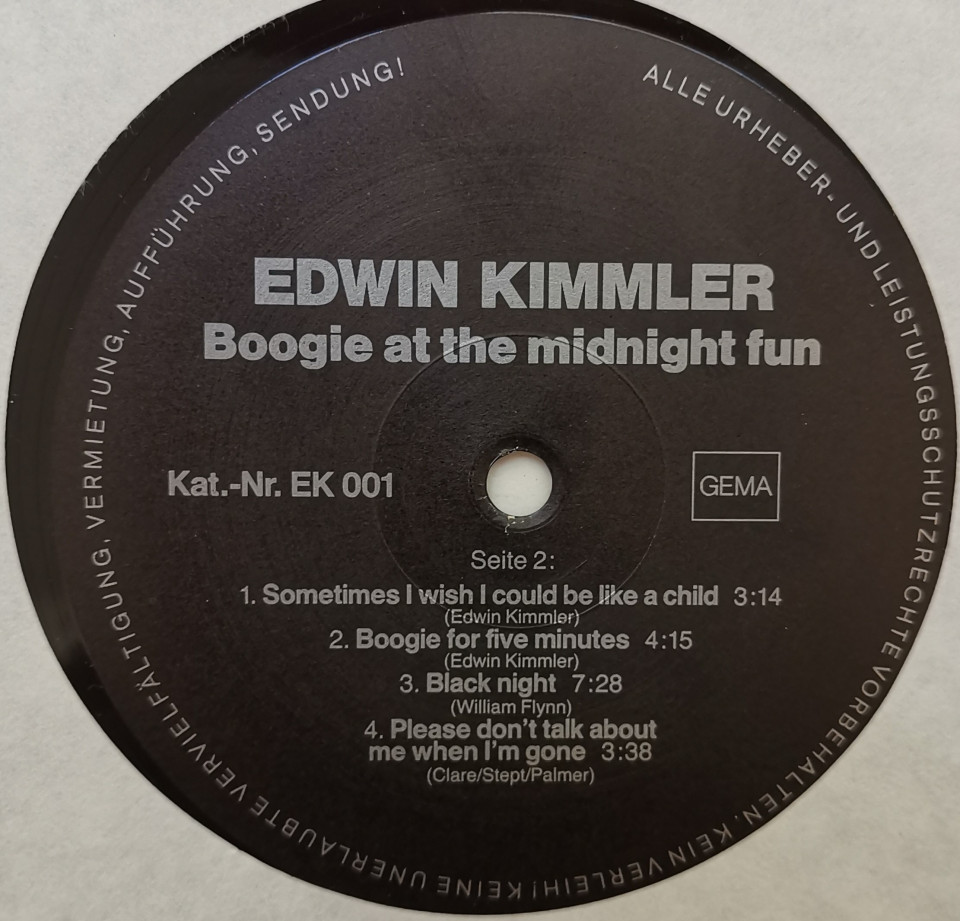 ALLE URHEBER- UND LEISTUNGSSCHUTZRECHTE VORBEHALTEN. KEIN VERLEIH! KEINE UNERLAUBTE VERVIELFÄLTIGUNG, VERMIETUNG, AUFFÜHRUNG, SENDUNG!
EDWIN KIMMLER
Boogie at the midnight fun
Kat.-Nr. EK 001
GEMA
Seite 2:
1. Sometimes I wish I could be like a child 3:14
(Edwin Kimmler)
2. Boogie for five minutes 4:15
(Edwin Kimmler)
3. Black night 7:28
(William Flynn)
4. Please don't talk about
me when I'm gone 3:38
(Clare/Stept/Palmer)